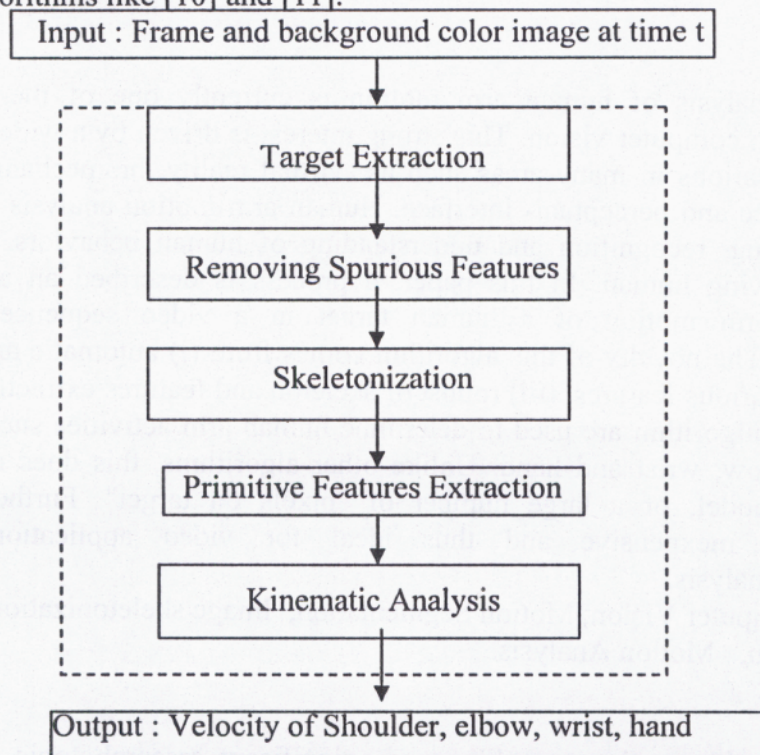 orithms like [10] and [11].
Input : Frame and background color image at time t
Target Extraction
Removing Spurious Features
Skeletonization
Primitive Features Extraction
Kinematic Analysis
Output : Velocity of Shoulder, elbow, wrist, hand